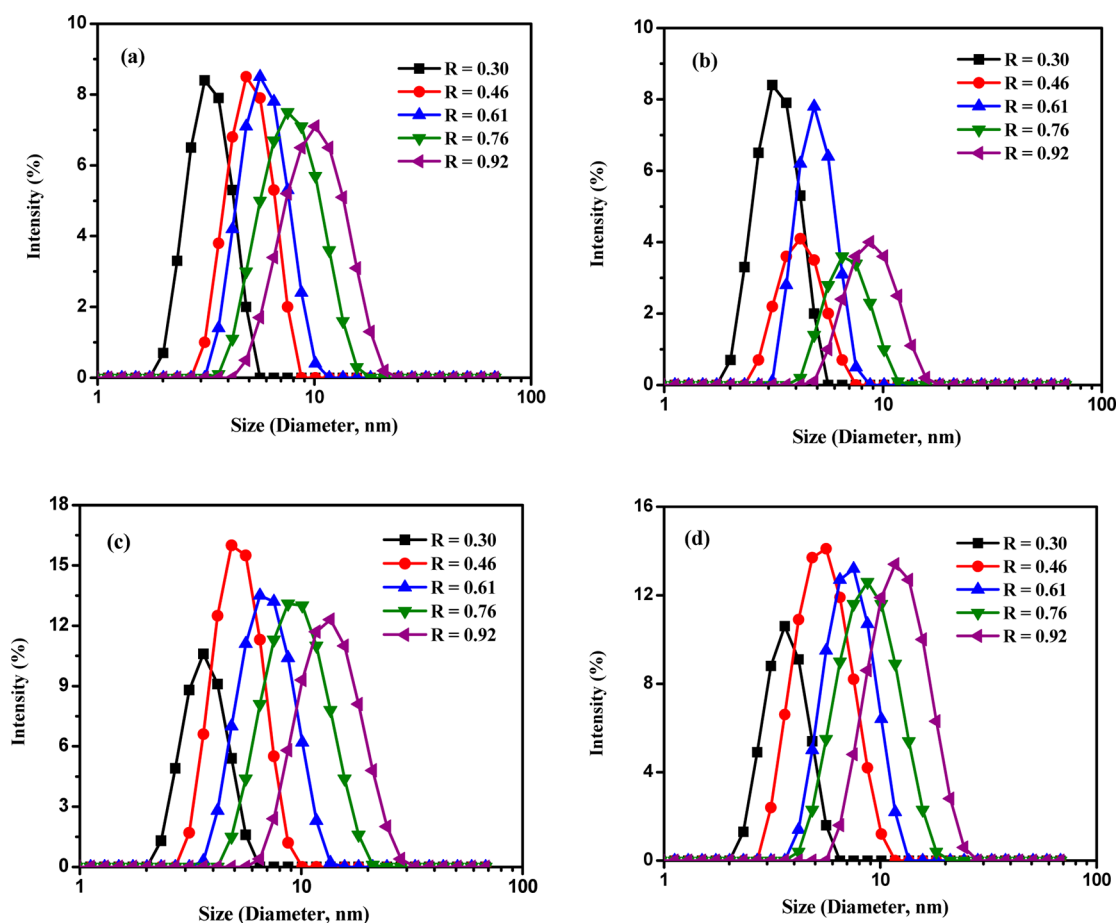 (a)
R = 0.30
R = 0.46
R = 0.61
R = 0.76
R = 0.92
10
8
6
4
2
0
1
10
100
Intensity (%)
Size (Diameter, nm)
(b)
R = 0.30
R = 0.46
R = 0.61
R = 0.76
R = 0.92
10
8
6
4
2
0
1
10
100
Intensity (%)
Size (Diameter, nm)
(c)
R = 0.30
R = 0.46
R = 0.61
R = 0.76
R = 0.92
18
15
12
9
6
3
0
1
10
100
Intensity (%)
Size (Diameter, nm)
(d)
R = 0.30
R = 0.46
R = 0.61
R = 0.76
R = 0.92
16
12
8
4
0
1
10
100
Intensity (%)
Size (Diameter, nm)